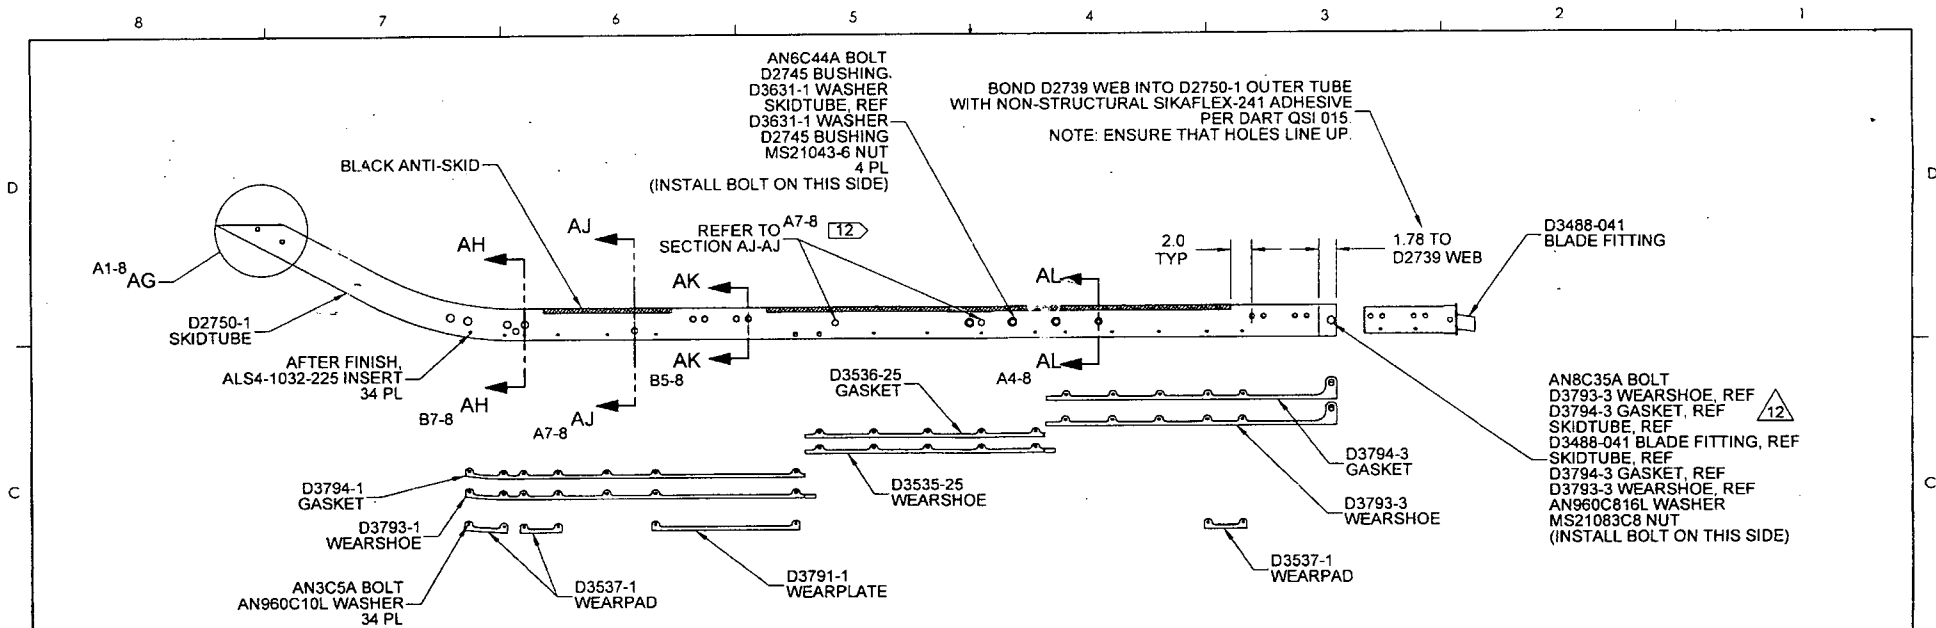 8 7 6 5 4 3 2 1
AN6C44A BOLT
D2745 BUSHING.
D3631-1 WASHER
SKIDTUBE, REF
D3631-1 WASHER
D2745 BUSHING
MS21043-6 NUT
4 PL
(INSTALL BOLT ON THIS SIDE)
BOND D2739 WEB INTO D2750-1 OUTER TUBE
WITH NON-STRUCTURAL SIKAFLEX-241 ADHESIVE
PER DART QSI 015.
NOTE: ENSURE THAT HOLES LINE UP.
BLACK ANTI-SKID
D
D
AJ
AH
REFER TO
SECTION AJ-AJ
A7-8
12
2.0
TYP
1.78 TO
D2739 WEB
D3488-041
BLADE FITTING
A1-8
AG
AK
AL
D2750-1
SKIDTUBE
AFTER FINISH,
ALS4-1032-225 INSERT
34 PL
AH
B7-8
AJ
A7-8
AK
B5-8
AL
A4-8
D3536-25
GASKET
AN8C35A BOLT
D3793-3 WEARSHOE, REF
D3794-3 GASKET, REF
SKIDTUBE, REF
D3488-041 BLADE FITTING, REF
SKIDTUBE, REF
D3794-3 GASKET, REF
D3793-3 WEARSHOE, REF
AN960C816L WASHER
MS21083C8 NUT
(INSTALL BOLT ON THIS SIDE)
12
D3794-3
GASKET
C
C
D3794-1
GASKET
D3535-25
WEARSHOE
D3793-3
WEARSHOE
D3793-1
WEARSHOE
D3537-1
WEARPAD
AN3C5A BOLT
AN960C10L WASHER
34 PL
D3537-1
WEARPAD
D3791-1
WEARPLATE